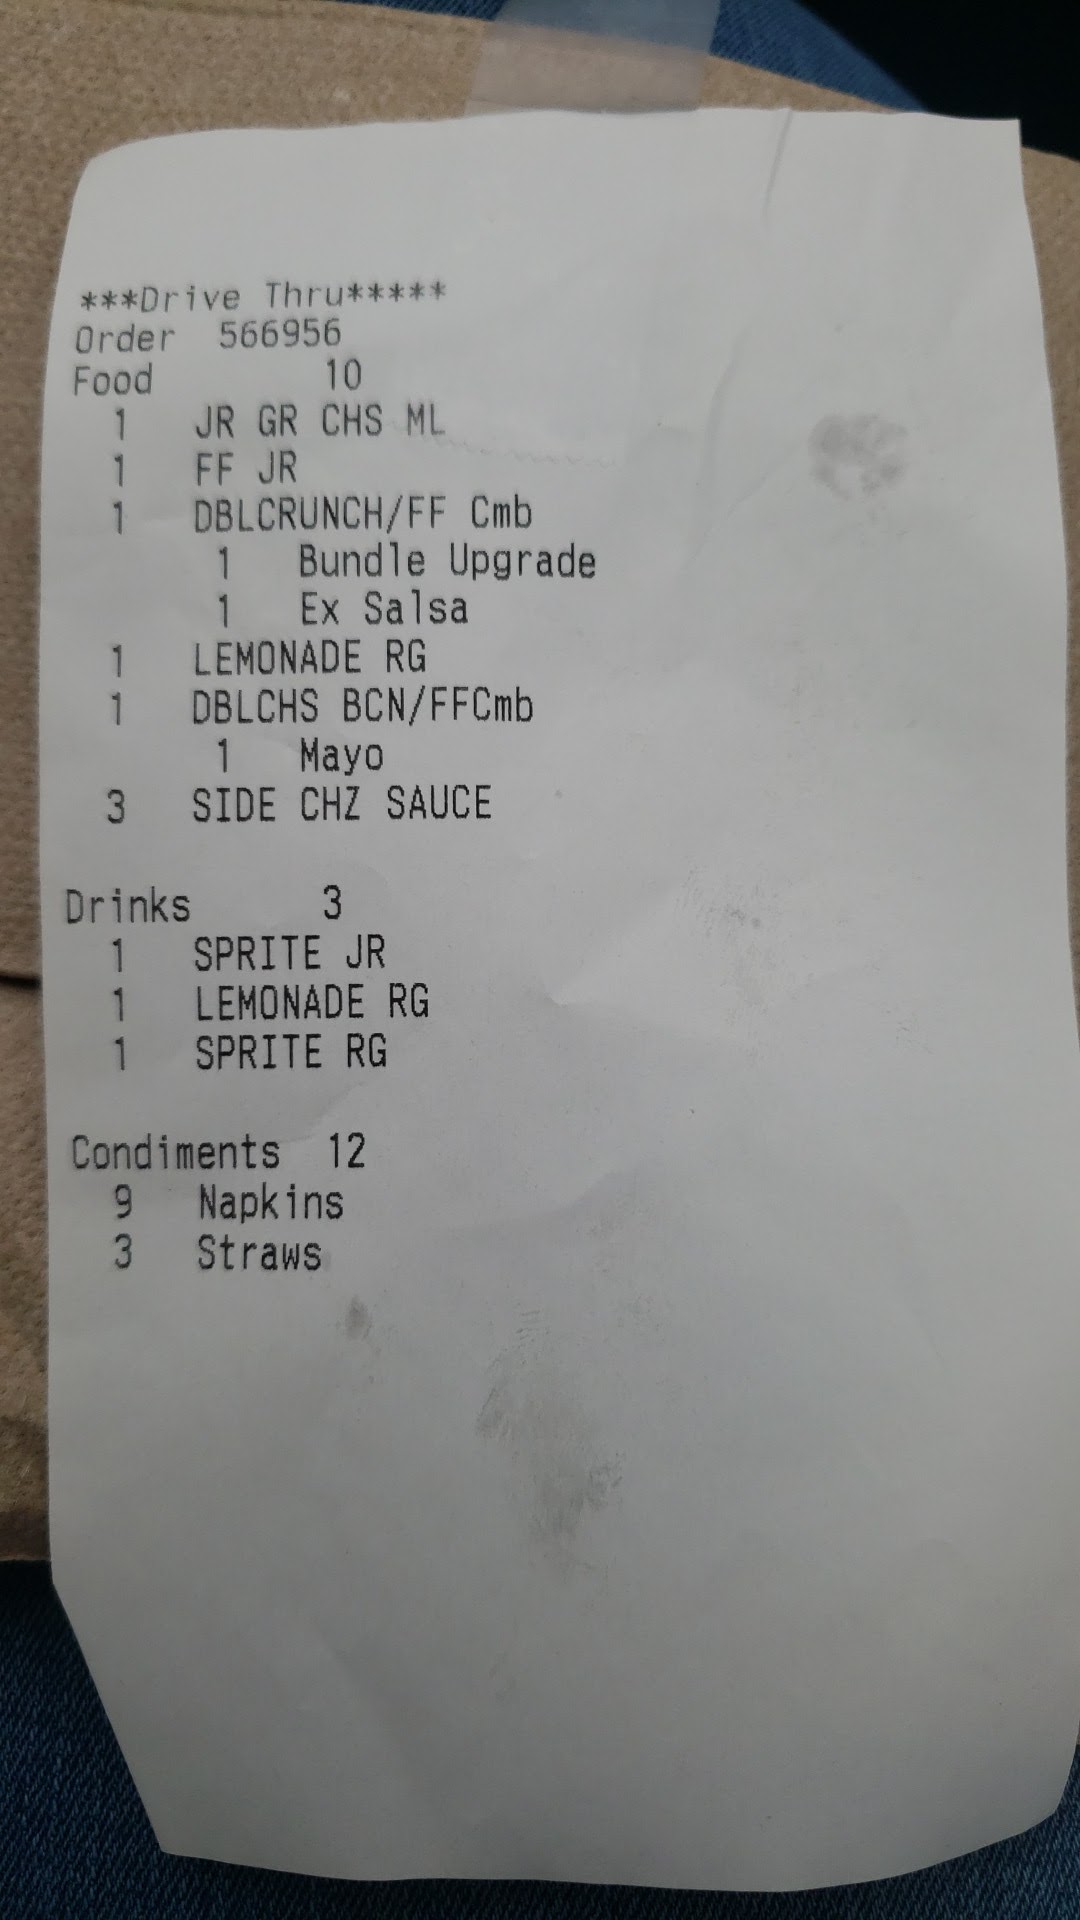 ***Drive Thru*****
Order 566956
Food 10
1 JR GR CHS ML
1 FF JR
1 DBLCRUNCH/FF Cmb
1 Bundle Upgrade
1 Ex Salsa
1 LEMONADE RG
1 DBLCHS BCN/FFCmb
1 Mayo
3 SIDE CHZ SAUCE
Drinks 3
1 SPRITE JR
1 LEMONADE RG
1 SPRITE RG
Condiments 12
9 Napkins
3 Straws